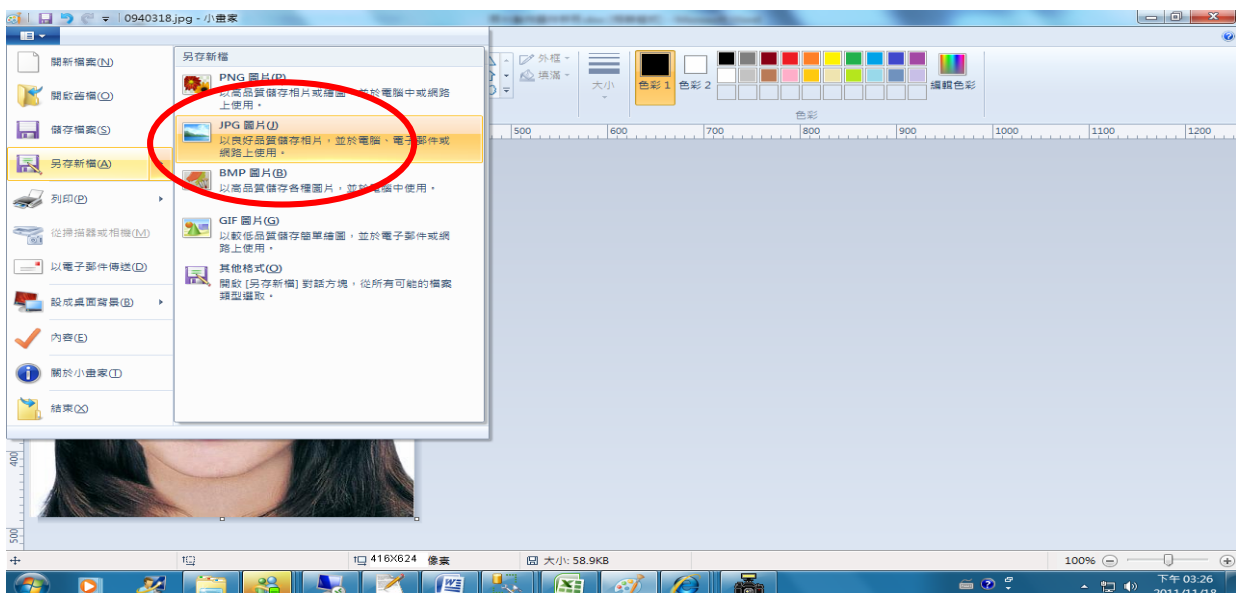 0940318.jpg - 小畫家
開新檔案(N)
開啟舊檔(O)
儲存檔案(S)
另存新檔(A)
列印(P)
從掃描器或相機(M)
以電子郵件傳送(D)
設成桌面背景(B)
內容(E)
關於小畫家(T)
結束(X)
另存新檔
PNG 圖片(P)
以高品質儲存相片或繪圖，並於電腦中或網路
上使用。
JPG 圖片(J)
以良好品質儲存相片，並於電腦、電子郵件或
網路上使用。
BMP 圖片(B)
以高品質儲存各種圖片，並於電腦中使用。
GIF 圖片(G)
以較低品質儲存簡單繪圖，並於電子郵件或網
路上使用。
其他格式(O)
開啟 [另存新檔] 對話方塊，從所有可能的檔案
類型選取。
外框
填滿
大小
色彩 1
色彩 2
編輯色彩
色彩
500 600 700 800 900 1000 1100 1200
400
500
416X624 像素
大小: 58.9KB
100%
下午 03:26
2011/11/18